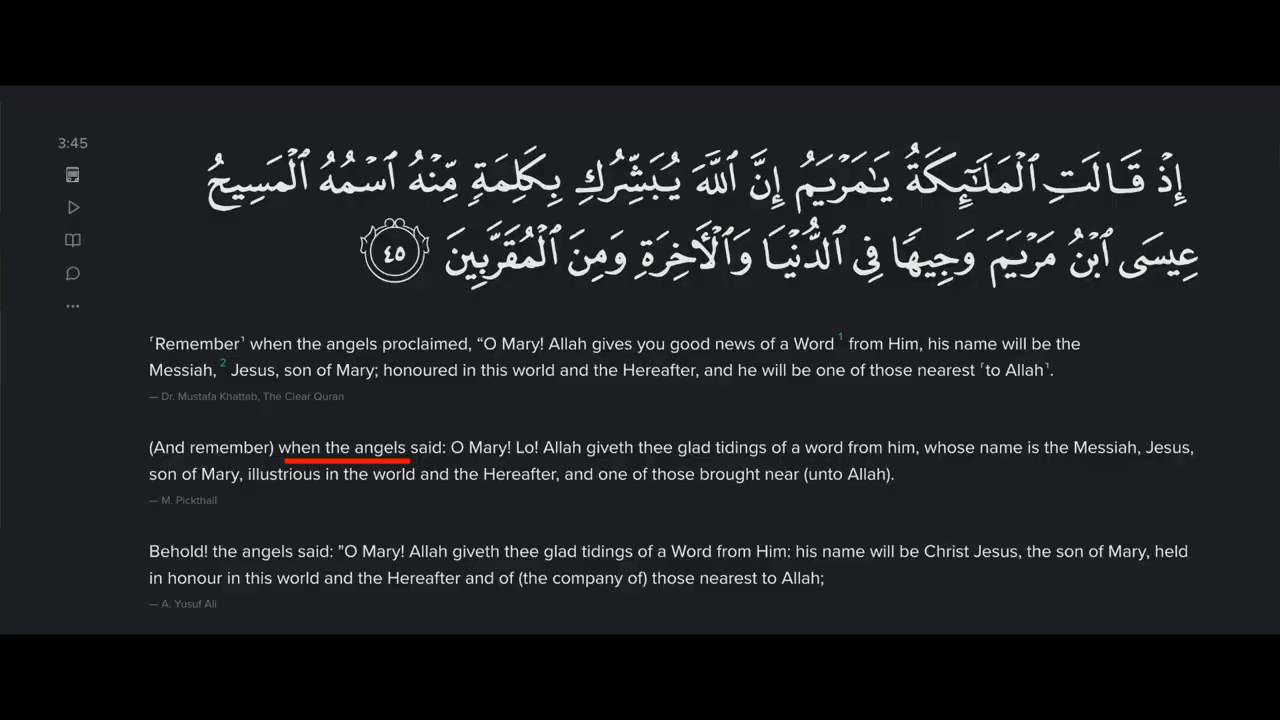 3:45
إِذْ قَالَتِ ٱلْمَلَـٰٓئِكَةُ يَـٰمَرْيَمُ إِنَّ ٱللَّهَ يُبَشِّرُكِ بِكَلِمَةٍ مِّنْهُ ٱسْمُهُ ٱلْمَسِيحُ
عِيسَى ٱبْنُ مَرْيَمَ وَجِيهًا فِى ٱلدُّنْيَا وَٱلْـَٔاخِرَةِ وَمِنَ ٱلْمُقَرَّبِينَ ٤٥
⸢Remember⸣ when the angels proclaimed, “O Mary! Allah gives you good news of a Word 1 from Him, his name will be the
Messiah, 2 Jesus, son of Mary; honoured in this world and the Hereafter, and he will be one of those nearest ⸢to Allah⸣.
— Dr. Mustafa Khattab, The Clear Quran
(And remember) when the angels said: O Mary! Lo! Allah giveth thee glad tidings of a word from him, whose name is the Messiah, Jesus,
son of Mary, illustrious in the world and the Hereafter, and one of those brought near (unto Allah).
— M. Pickthall
Behold! the angels said: "O Mary! Allah giveth thee glad tidings of a Word from Him: his name will be Christ Jesus, the son of Mary, held
in honour in this world and the Hereafter and of (the company of) those nearest to Allah;
— A. Yusuf Ali